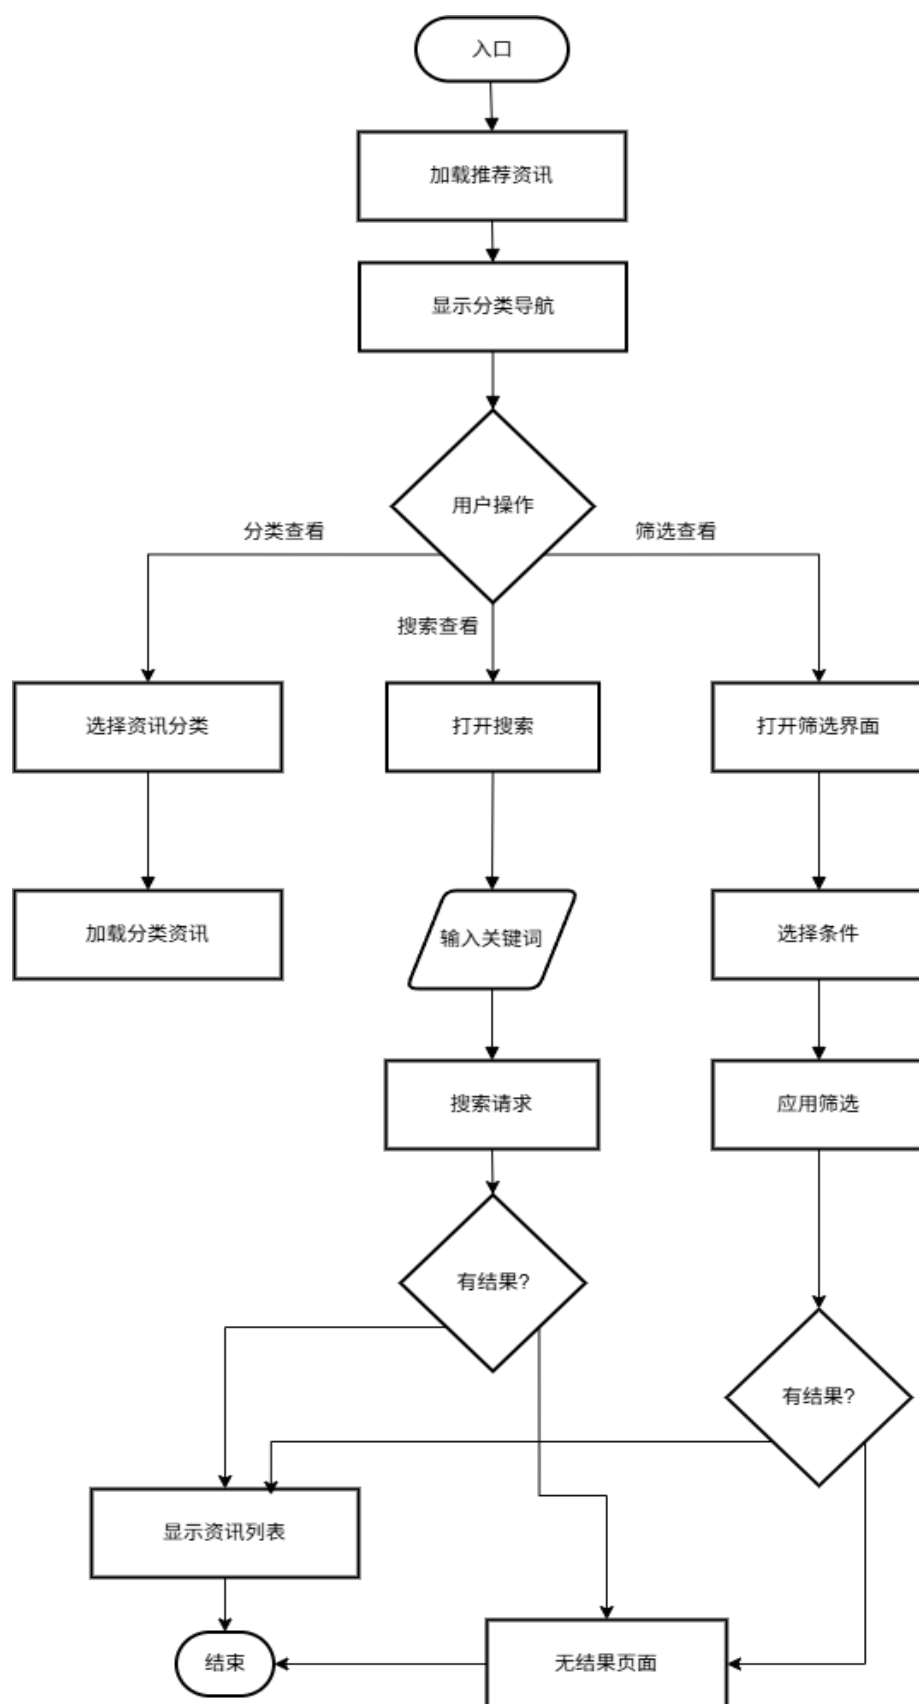 入口
加载推荐资讯
显示分类导航
用户操作
分类查看
筛选查看
搜索查看
选择资讯分类
打开搜索
打开筛选界面
加载分类资讯
输入关键词
选择条件
搜索请求
应用筛选
有结果?
有结果?
显示资讯列表
结束
无结果页面